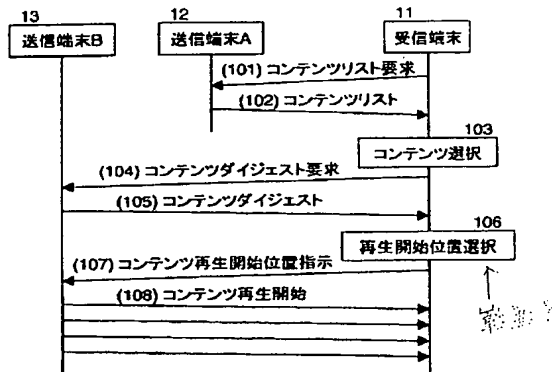 13
12
11
送信端末B
送信端末A
受信端末
(101) コンテンツリスト要求
(102) コンテンツリスト
103
コンテンツ選択
(104) コンテンツダイジェスト要求
(105) コンテンツダイジェスト
106
再生開始位置選択
(107) コンテンツ再生開始位置指示
(108) コンテンツ再生開始